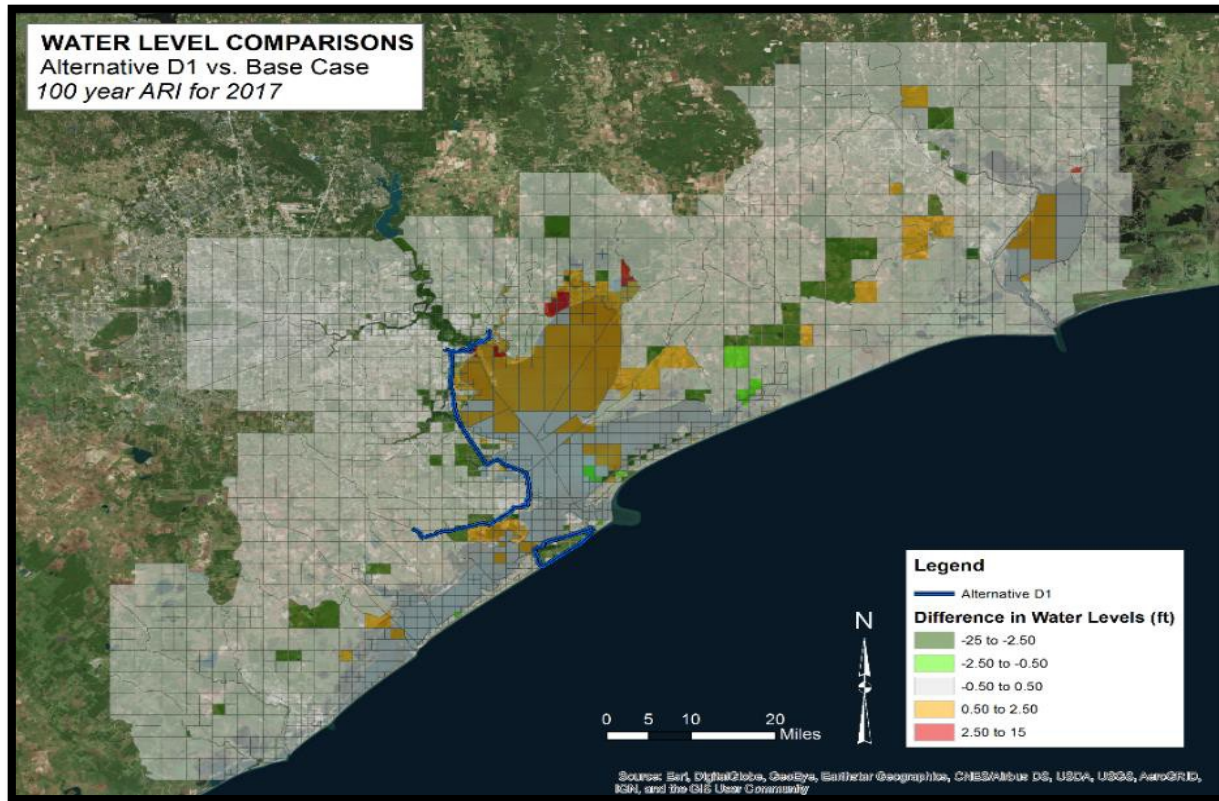 WATER LEVEL COMPARISONS
Alternative D1 vs. Base Case
100 year ARI for 2017
Legend
Alternative D1
Difference in Water Levels (ft)
-25 to -2.50
-2.50 to -0.50
-0.50 to 0.50
0.50 to 2.50
2.50 to 15
N
0 5 10 20
Miles
Source: Esri, DigitalGlobe, GeoEye, Earthstar Geographics, CNES/Airbus DS, USDA, USGS, AeroGRID,
IGN, and the GIS User Community